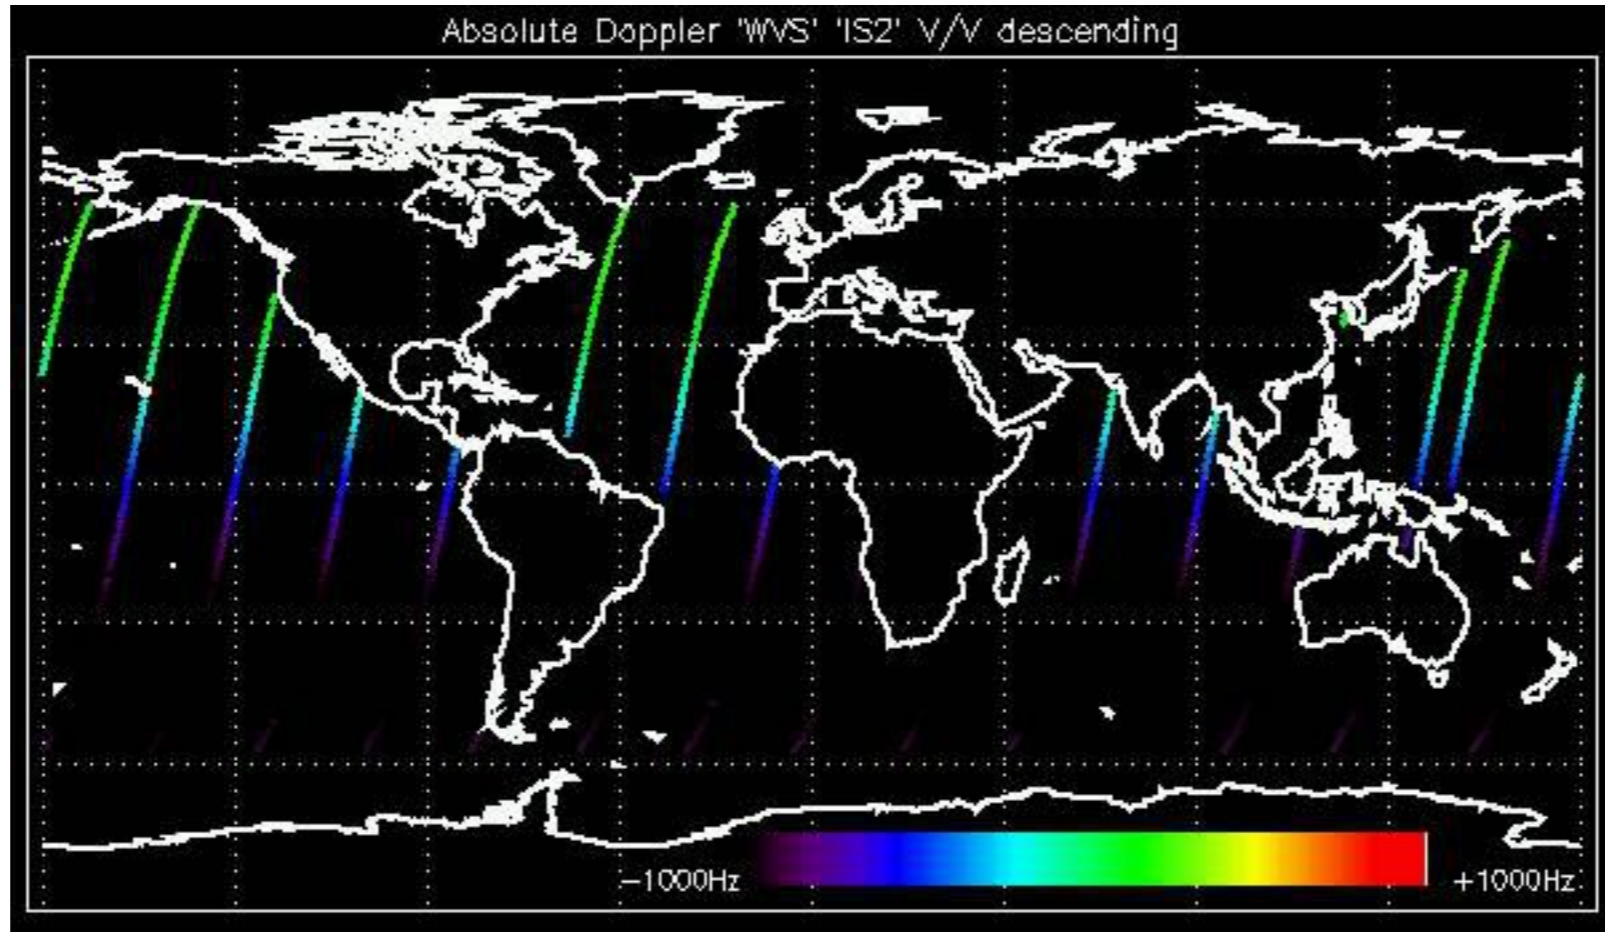 Absolute Doppler 'WVS' 'IS2' V/V descending
−1000Hz +1000Hz